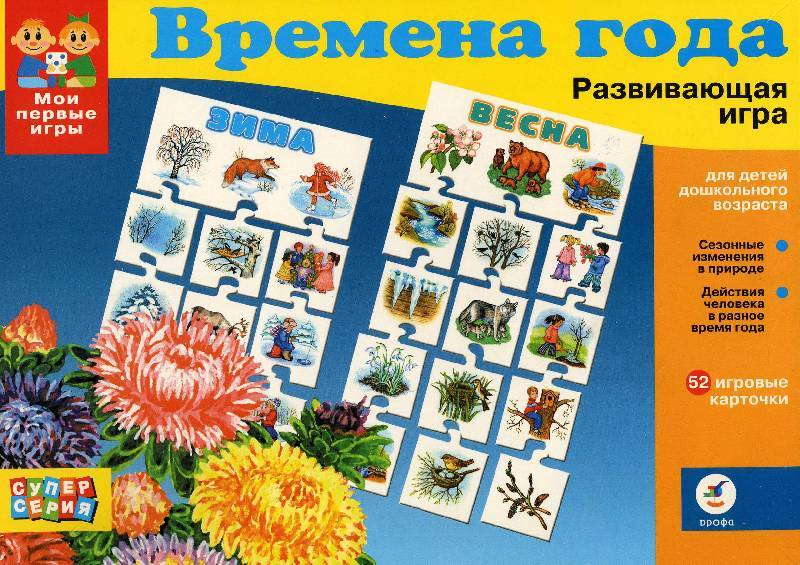 Времена года
Развивающая
игра
Мои
первые
игры
ЗИМА
ВЕСНА
для детей
дошкольного
возраста
Сезонные
изменения
в природе
Действия
человека
в разное
время года
52 игровые
карточки
СУПЕР
СЕРИЯ
дрофа